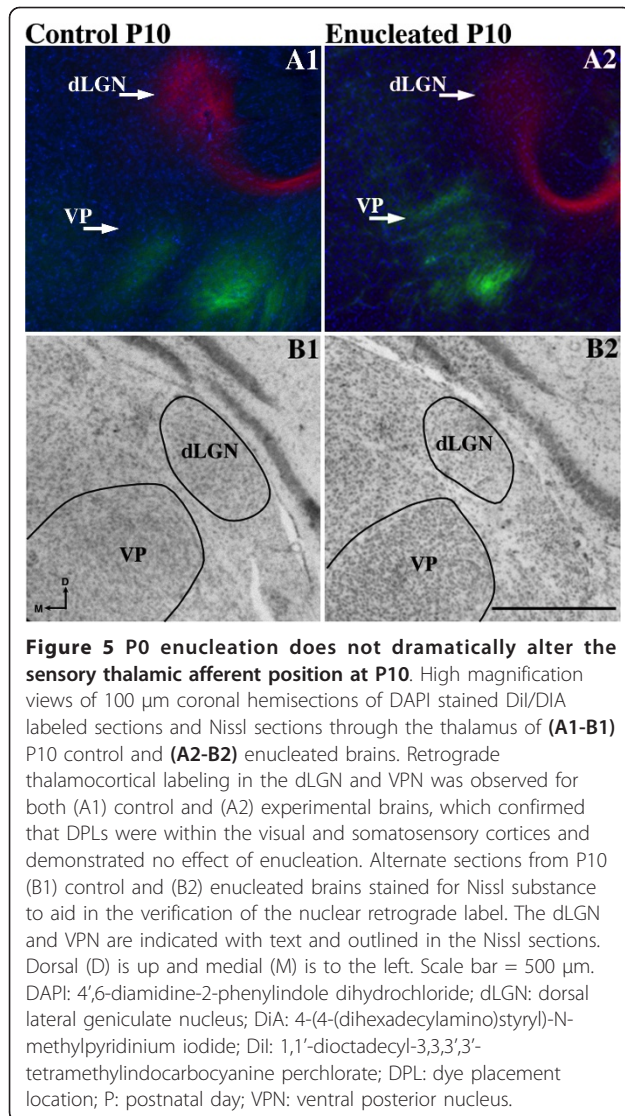 Control P10
Enucleated P10
A1
dLGN
VP
A2
dLGN
VP
B1
dLGN
VP
D
M
B2
dLGN
VP
Figure 5 P0 enucleation does not dramatically alter the
sensory thalamic afferent position at P10. High magnification
views of 100 µm coronal hemisections of DAPI stained DiI/DIA
labeled sections and Nissl sections through the thalamus of (A1-B1)
P10 control and (A2-B2) enucleated brains. Retrograde
thalamocortical labeling in the dLGN and VPN was observed for
both (A1) control and (A2) experimental brains, which confirmed
that DPLs were within the visual and somatosensory cortices and
demonstrated no effect of enucleation. Alternate sections from P10
(B1) control and (B2) enucleated brains stained for Nissl substance
to aid in the verification of the nuclear retrograde label. The dLGN
and VPN are indicated with text and outlined in the Nissl sections.
Dorsal (D) is up and medial (M) is to the left. Scale bar = 500 µm.
DAPI: 4',6-diamidine-2-phenylindole dihydrochloride; dLGN: dorsal
lateral geniculate nucleus; DiA: 4-(4-(dihexadecylamino)styryl)-N-
methylpyridinium iodide; DiI: 1,1'-dioctadecyl-3,3,3',3'-
tetramethylindocarbocyanine perchlorate; DPL: dye placement
location; P: postnatal day; VPN: ventral posterior nucleus.